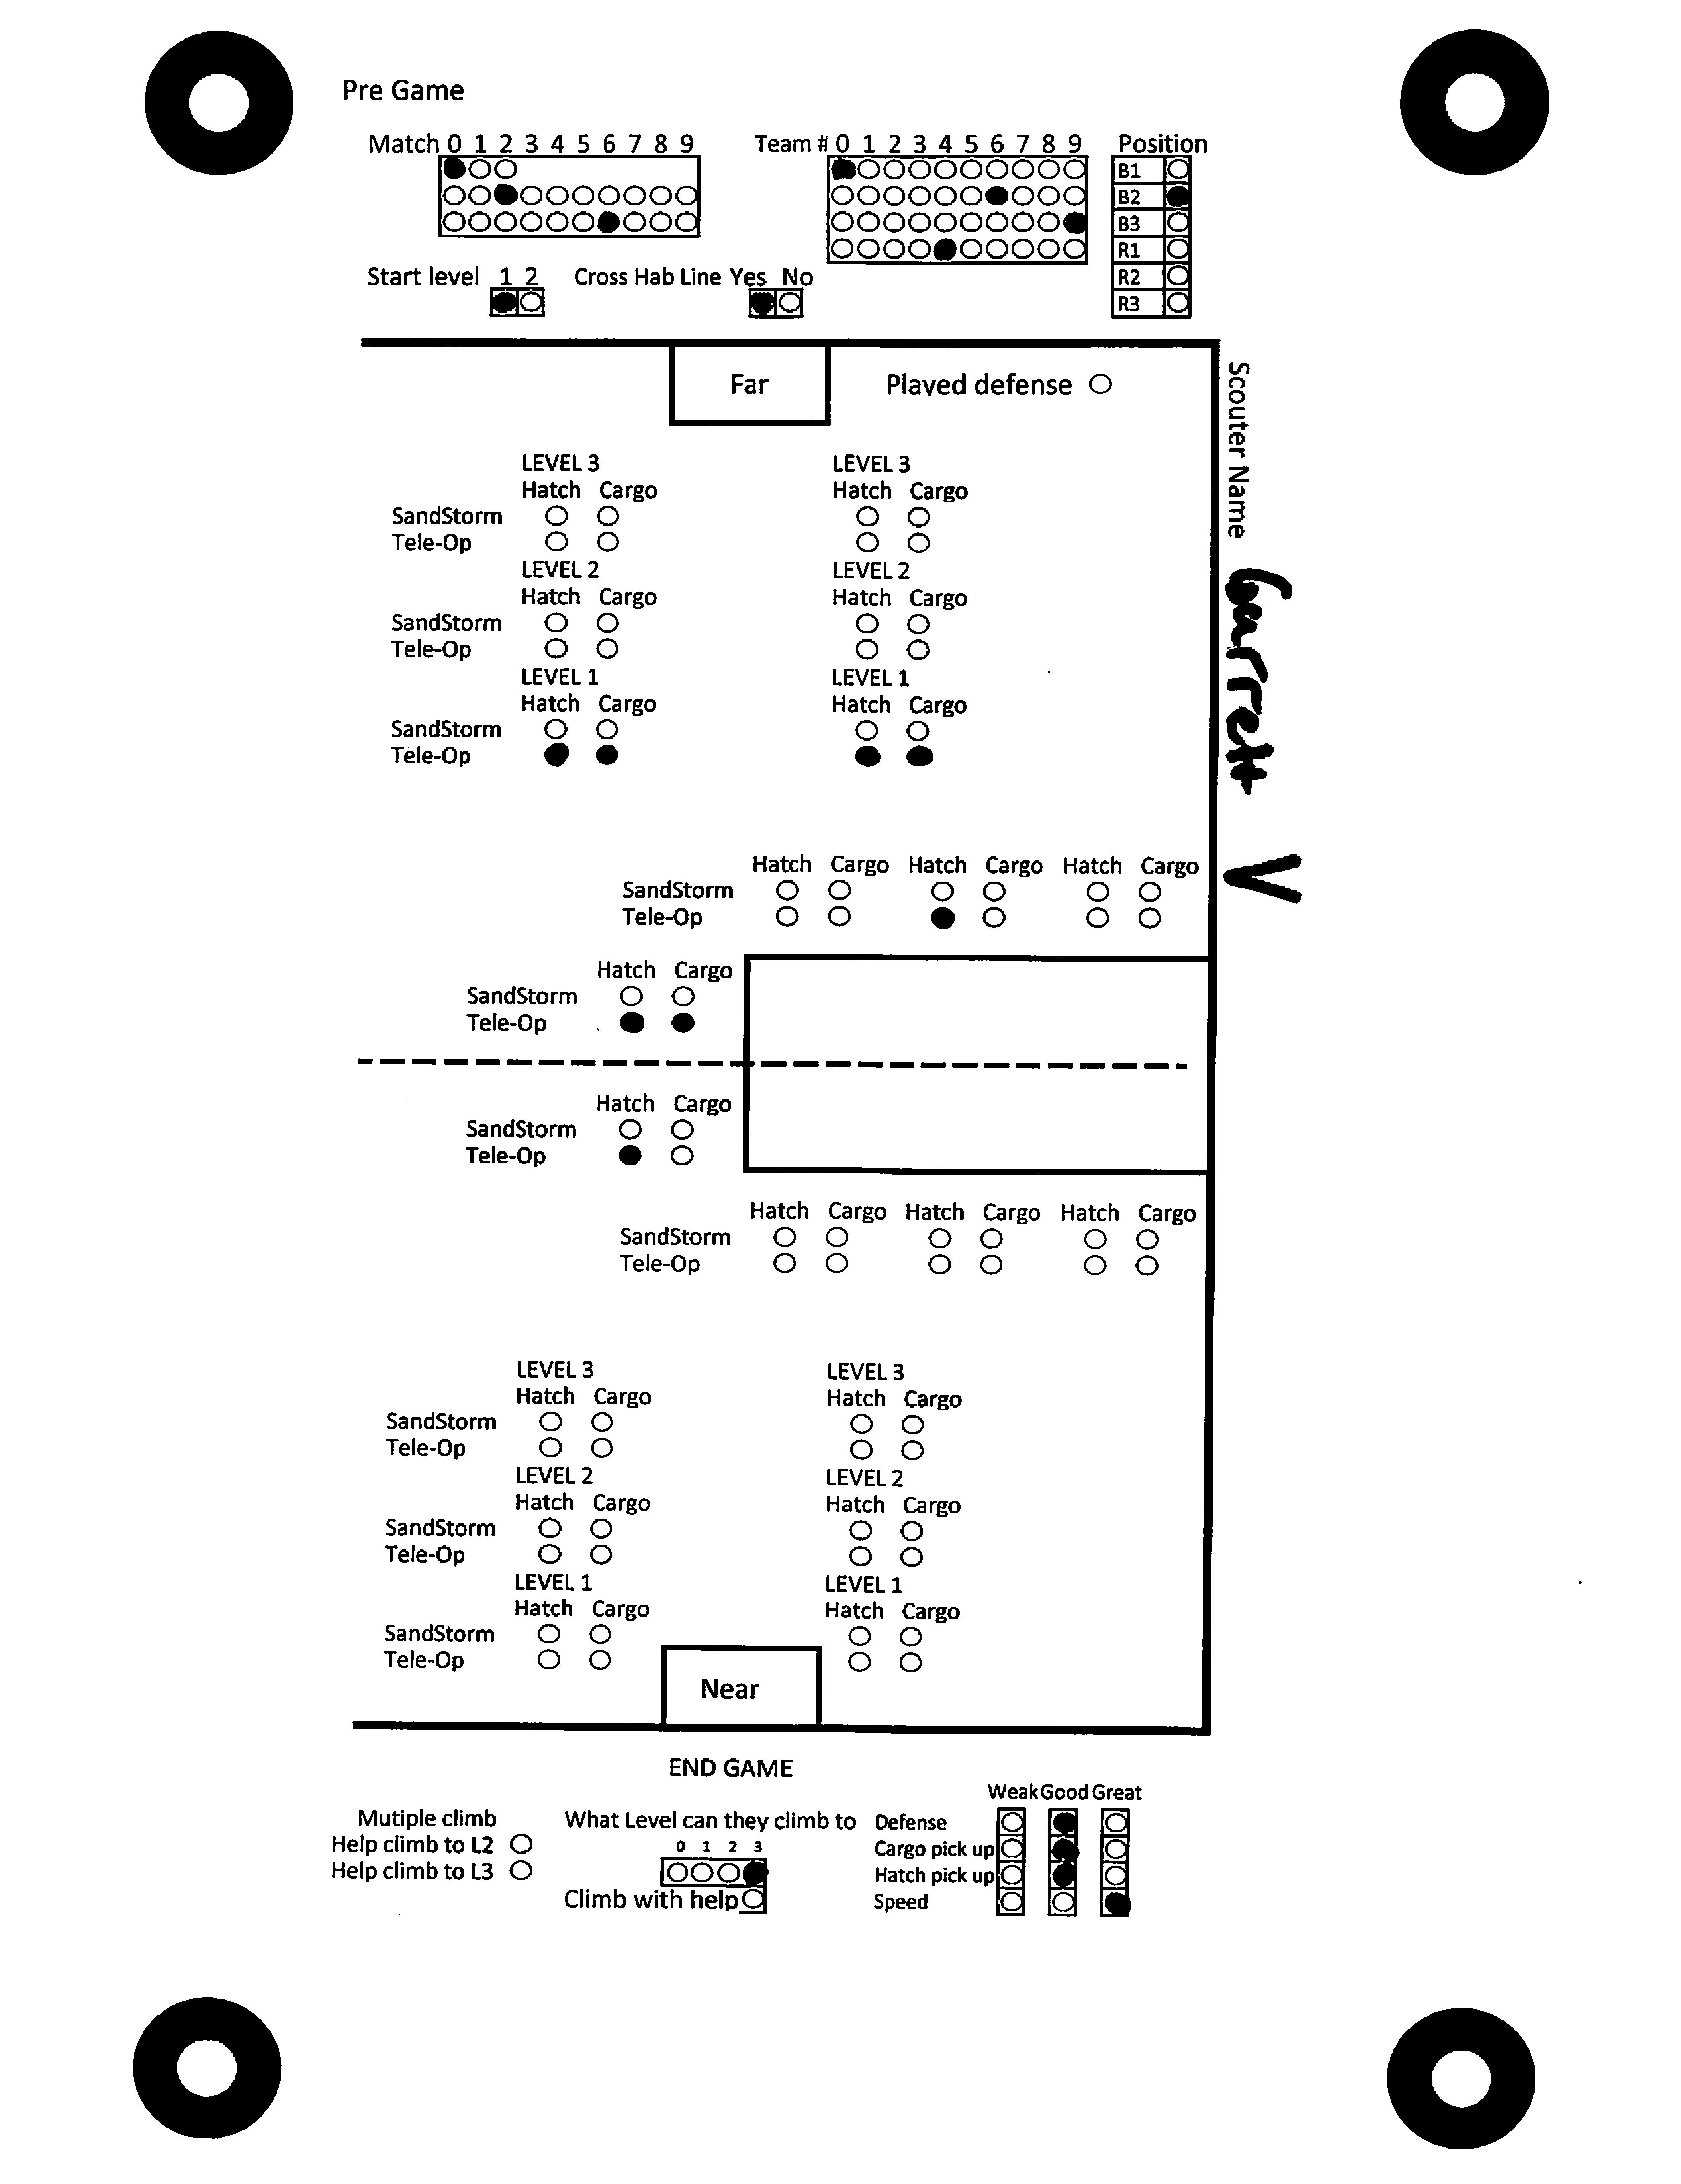 Pre Game
Match 0 1 2 3 4 5 6 7 8 9
Team # 0 1 2 3 4 5 6 7 8 9
Position
B1
B2
B3
R1
R2
R3
Start level 1 2
Cross Hab Line Yes No
Far
Played defense
Scouter Name Garrett V
LEVEL 3 LEVEL 3
Hatch Cargo Hatch Cargo
SandStorm
Tele-Op
LEVEL 2 LEVEL 2
Hatch Cargo Hatch Cargo
SandStorm
Tele-Op
LEVEL 1 LEVEL 1
Hatch Cargo Hatch Cargo
SandStorm
Tele-Op
Hatch Cargo Hatch Cargo Hatch Cargo
SandStorm
Tele-Op
Hatch Cargo
SandStorm
Tele-Op
Hatch Cargo
SandStorm
Tele-Op
Hatch Cargo Hatch Cargo Hatch Cargo
SandStorm
Tele-Op
LEVEL 3 LEVEL 3
Hatch Cargo Hatch Cargo
SandStorm
Tele-Op
LEVEL 2 LEVEL 2
Hatch Cargo Hatch Cargo
SandStorm
Tele-Op
LEVEL 1 LEVEL 1
Hatch Cargo Hatch Cargo
SandStorm
Tele-Op
Near
END GAME
Mutiple climb
Help climb to L2
Help climb to L3
What Level can they climb to
0 1 2 3
Climb with help
Weak Good Great
Defense
Cargo pick up
Hatch pick up
Speed